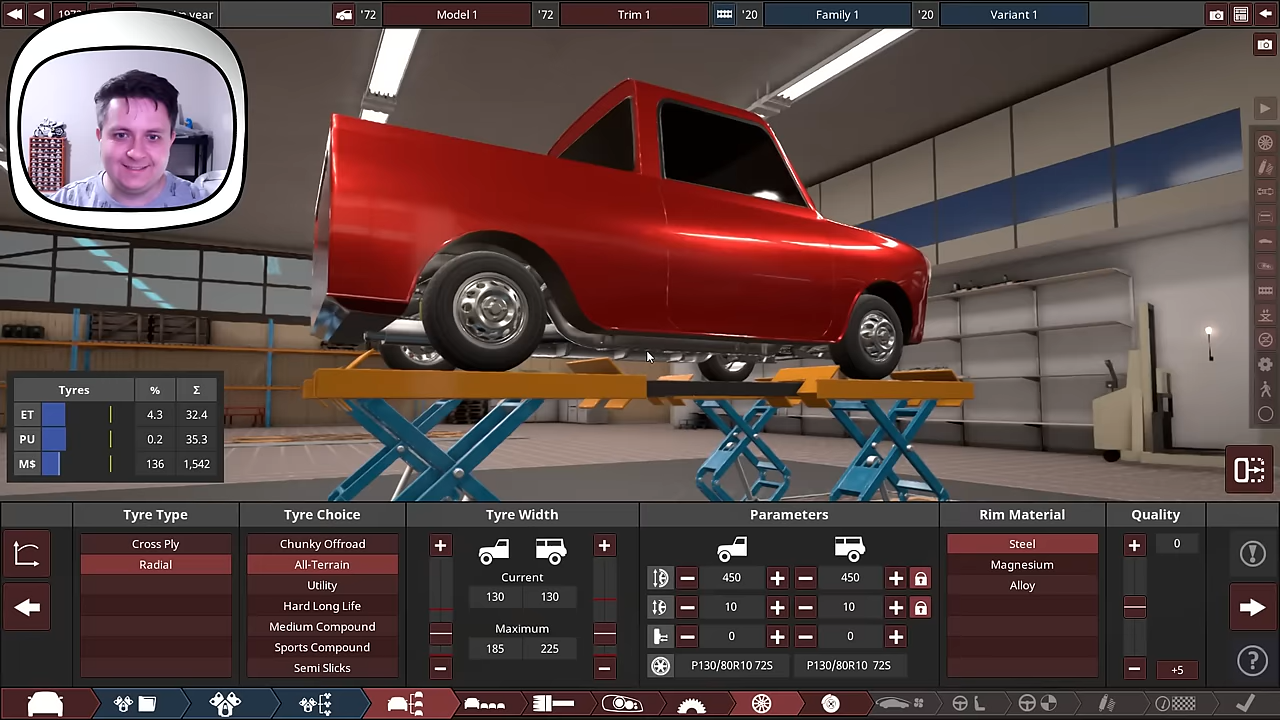 '72 Model 1 '72 Trim 1 '20 Family 1 '20 Variant 1
Tyres % Σ
ET 4.3 32.4
PU 0.2 35.3
M$ 136 1,542
Tyre Type
Cross Ply
Radial
Tyre Choice
Chunky Offroad
All-Terrain
Utility
Hard Long Life
Medium Compound
Sports Compound
Semi Slicks
Tyre Width
Current
130 130
Maximum
185 225
Parameters
450 450
10 10
0 0
P130/80R10 72S P130/80R10 72S
Rim Material
Steel
Magnesium
Alloy
Quality
0
+5